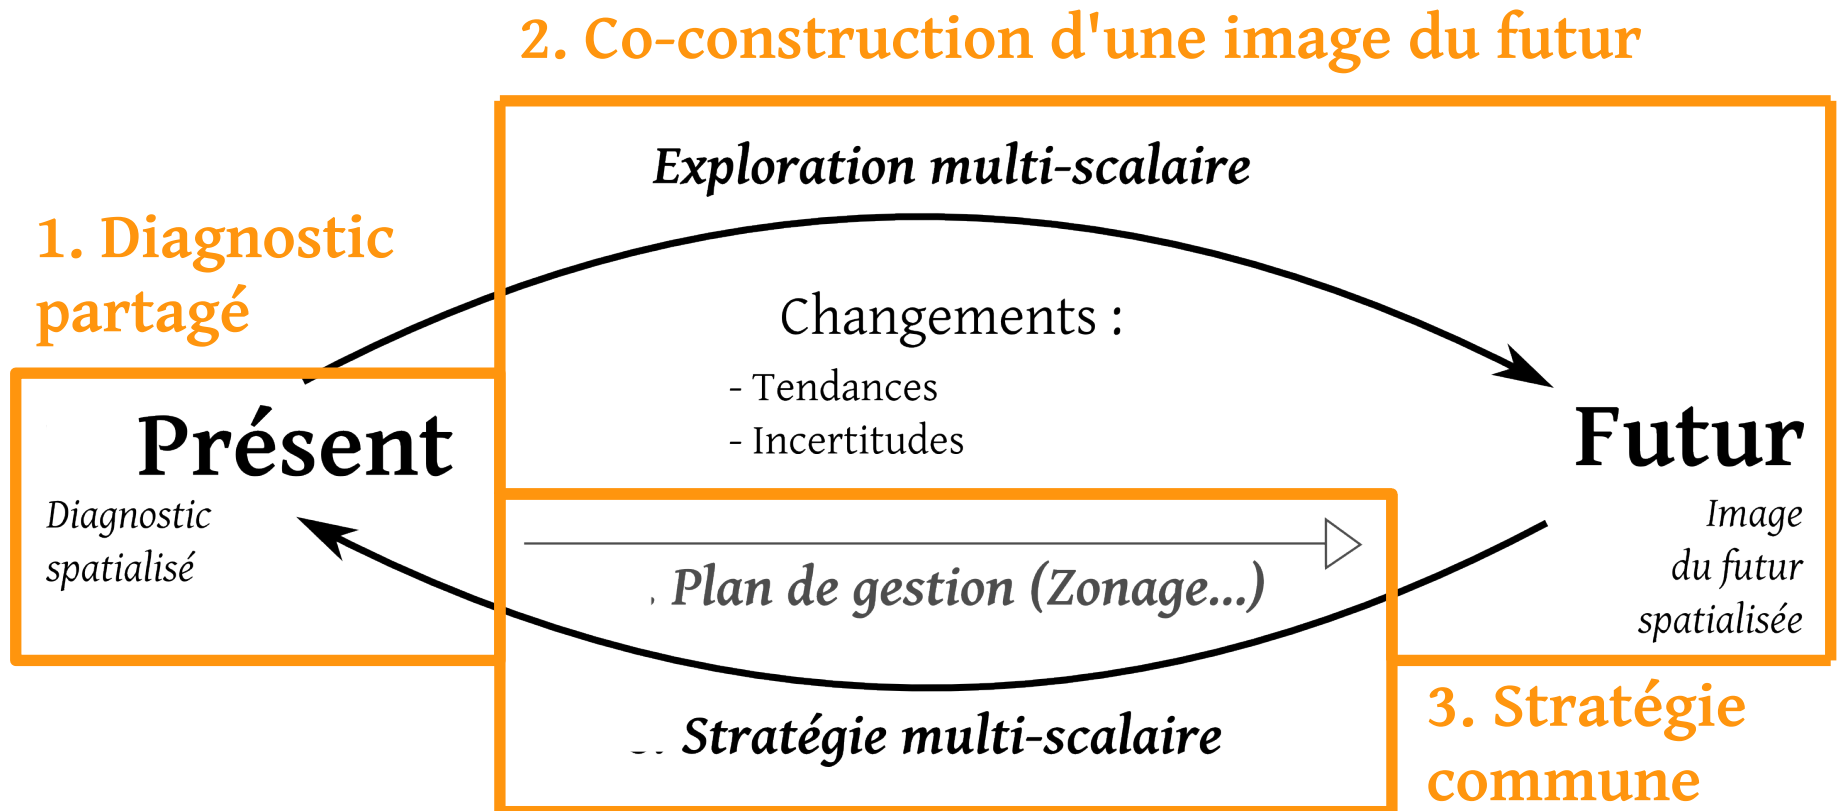 2. Co-construction d'une image du futur
Exploration multi-scalaire
1. Diagnostic
partagé
Changements :
- Tendances
- Incertitudes
Présent
Diagnostic
spatialisé
Futur
Image
du futur
spatialisée
Plan de gestion (Zonage...)
Stratégie multi-scalaire
3. Stratégie
commune